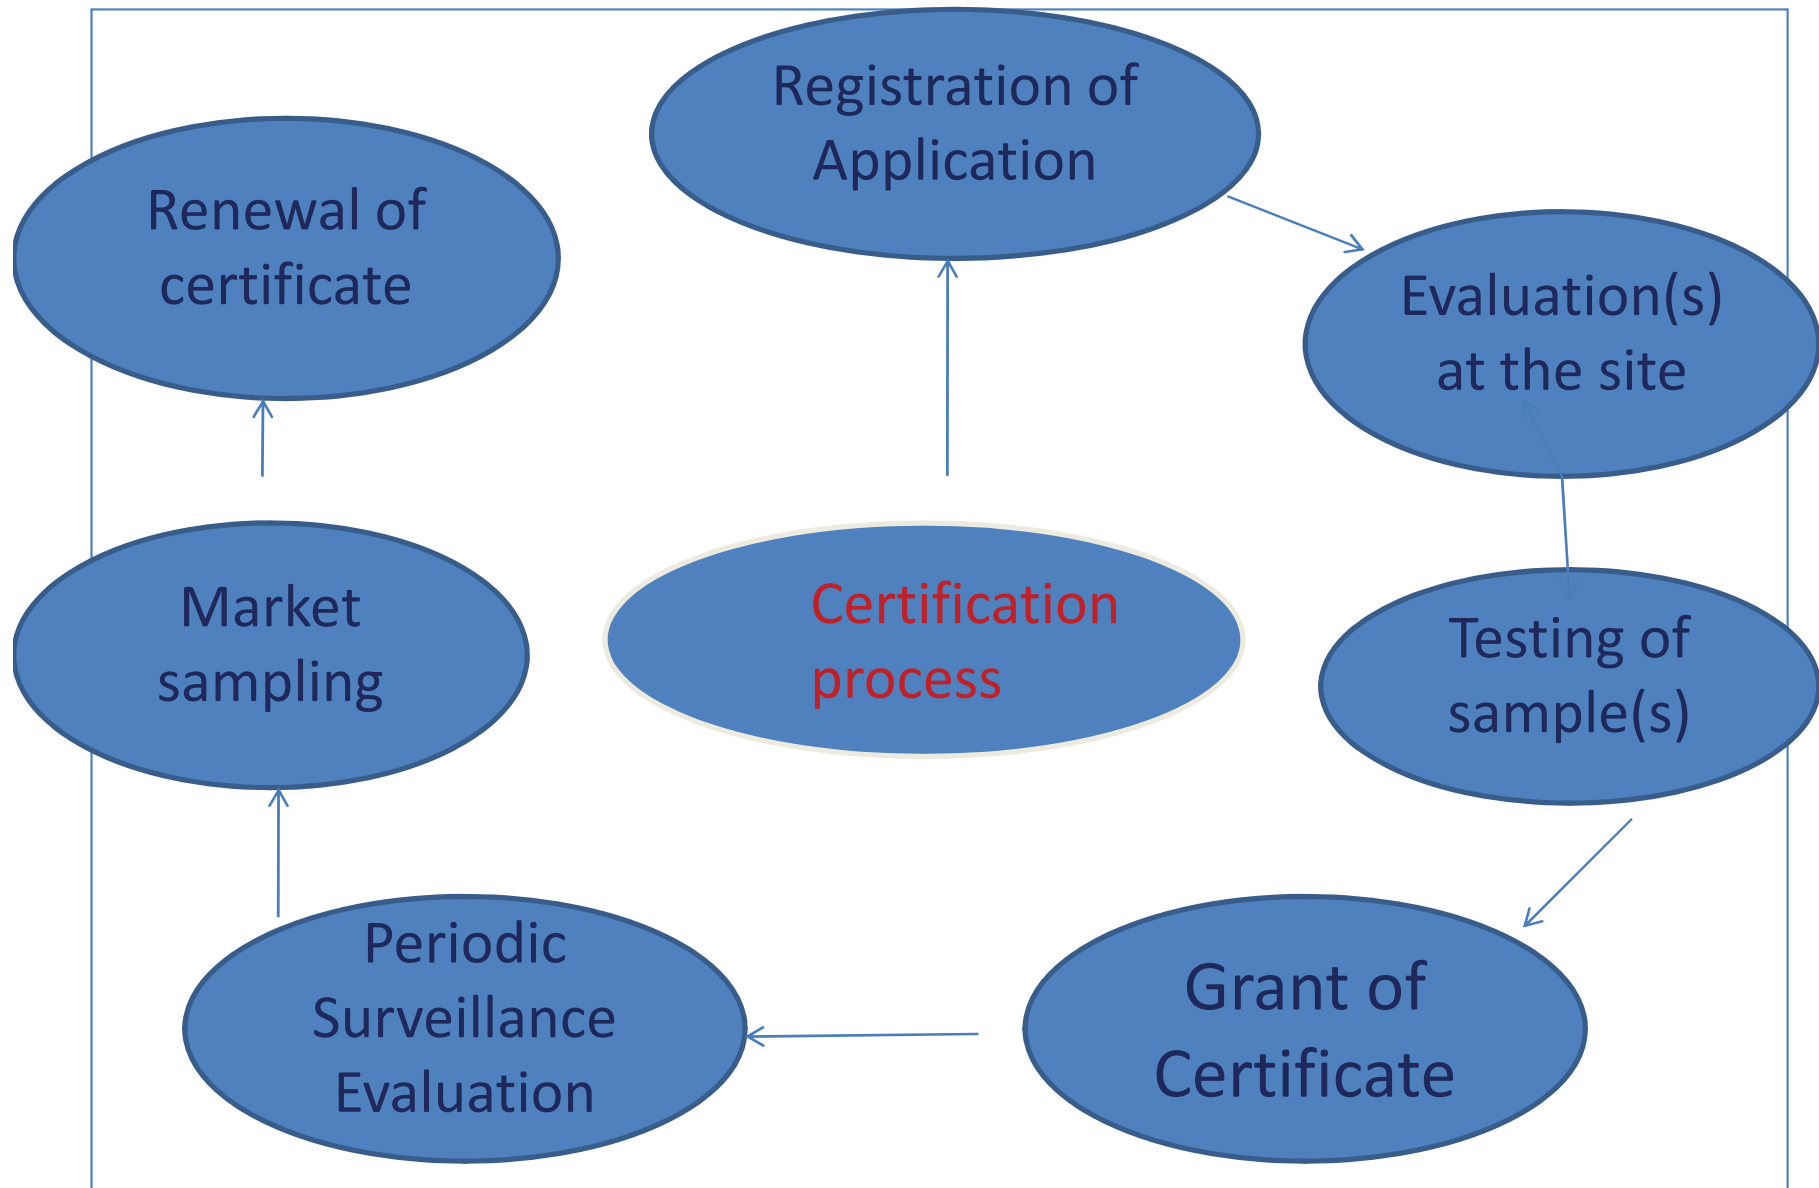 Registration of
Application
Renewal of
certificate
Evaluation(s)
at the site
Market
sampling
Certification
process
Testing of
sample(s)
Periodic
Surveillance
Evaluation
Grant of
Certificate